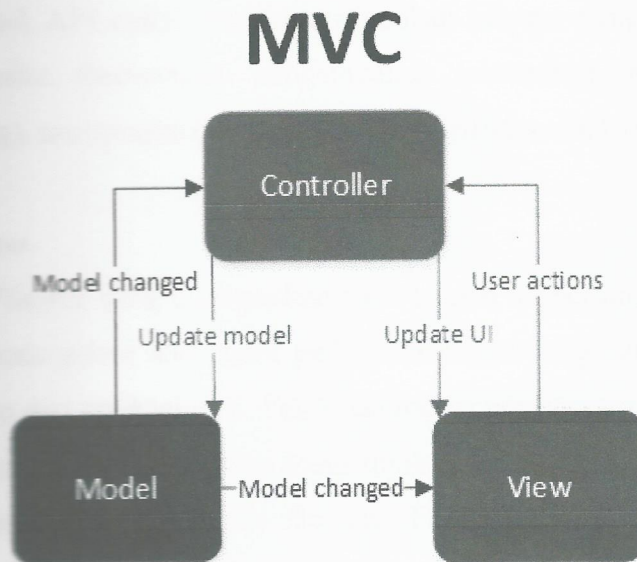 MVC
Controller
Model changed
User actions
Update model
Update UI
Model
Model changed
View